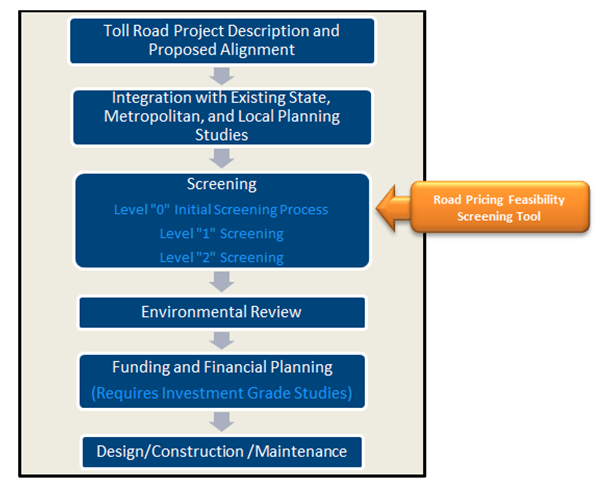 Toll Road Project Description and
Proposed Alignment
Integration with Existing State,
Metropolitan, and Local Planning
Studies
Screening
Level "0" Initial Screening Process
Level "1" Screening
Level "2" Screening
Road Pricing Feasibility
Screening Tool
Environmental Review
Funding and Financial Planning
(Requires Investment Grade Studies)
Design/Construction /Maintenance